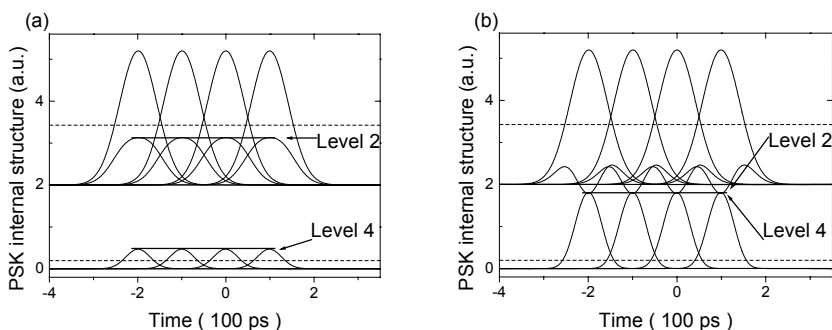 (a)
PSK internal structure (a.u.)
4
2
0
Level 2
Level 4
-4
-2
0
2
Time ( 100 ps )
(b)
PSK internal structure (a.u.)
4
2
0
Level 2
Level 4
-4
-2
0
2
Time ( 100 ps )